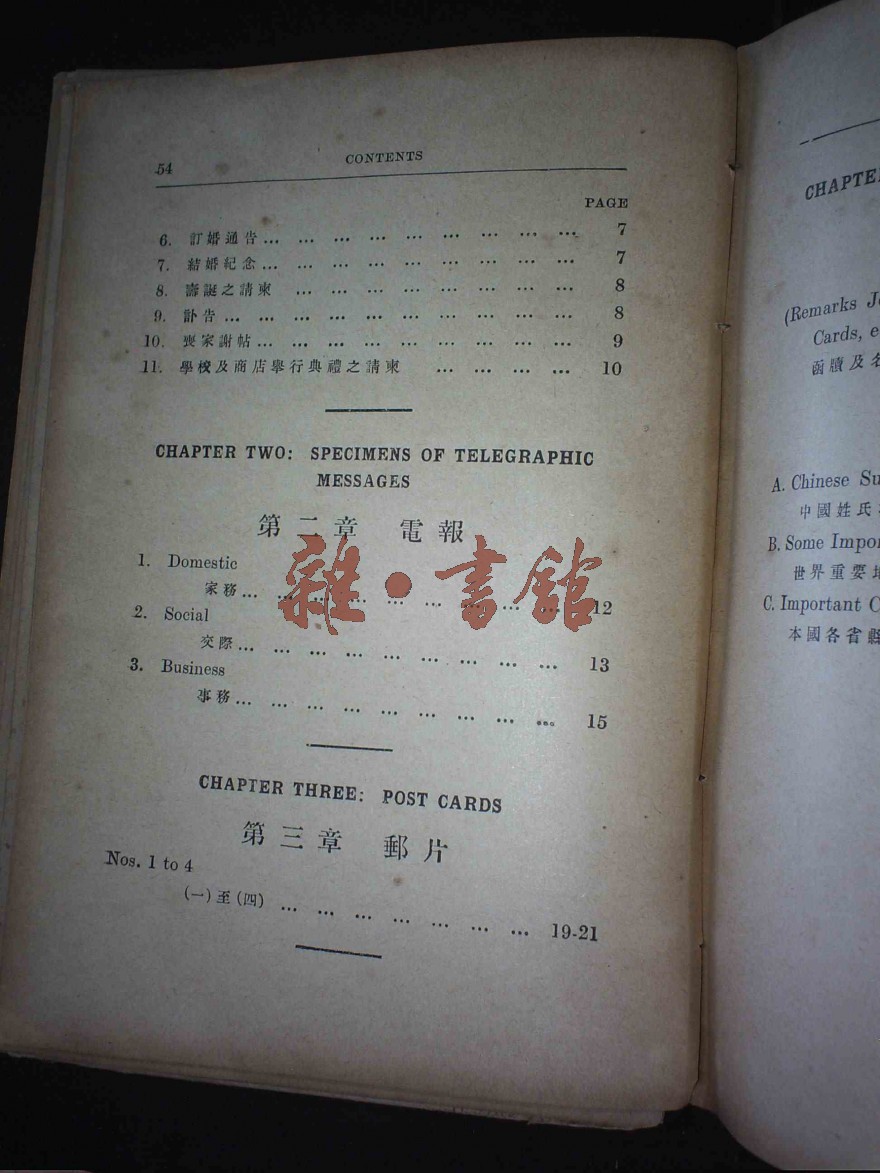 54 CONTENTS
PAGE
6. 訂婚通告... ... ... ... ... ... ... ... ... 7
7. 結婚紀念... ... ... ... ... ... ... ... ... 7
8. 壽誕之請柬 ... ... ... ... ... ... ... ... 8
9. 訃告... ... ... ... ... ... ... ... ... ... 8
10. 喪家謝帖... ... ... ... ... ... ... ... ... 9
11. 學校及商店舉行典禮之請柬 ... ... ... ... 10
CHAPTER TWO: SPECIMENS OF TELEGRAPHIC
MESSAGES
第二章 電報
1. Domestic
家務... ... ... ... ... ... ... ... ... 12
2. Social
交際... ... ... ... ... ... ... ... ... 13
3. Business
事務... ... ... ... ... ... ... ... ... 15
CHAPTER THREE: POST CARDS
第三章 郵片
Nos. 1 to 4
(一)至(四) ... ... ... ... ... ... ... 19-21
雜·書館
CHAPTE
(Remarks
Cards,
函牘及名
A. Chinese Su
中國姓氏
B. Some Impor
世界重要
C. Important C
本國各省縣